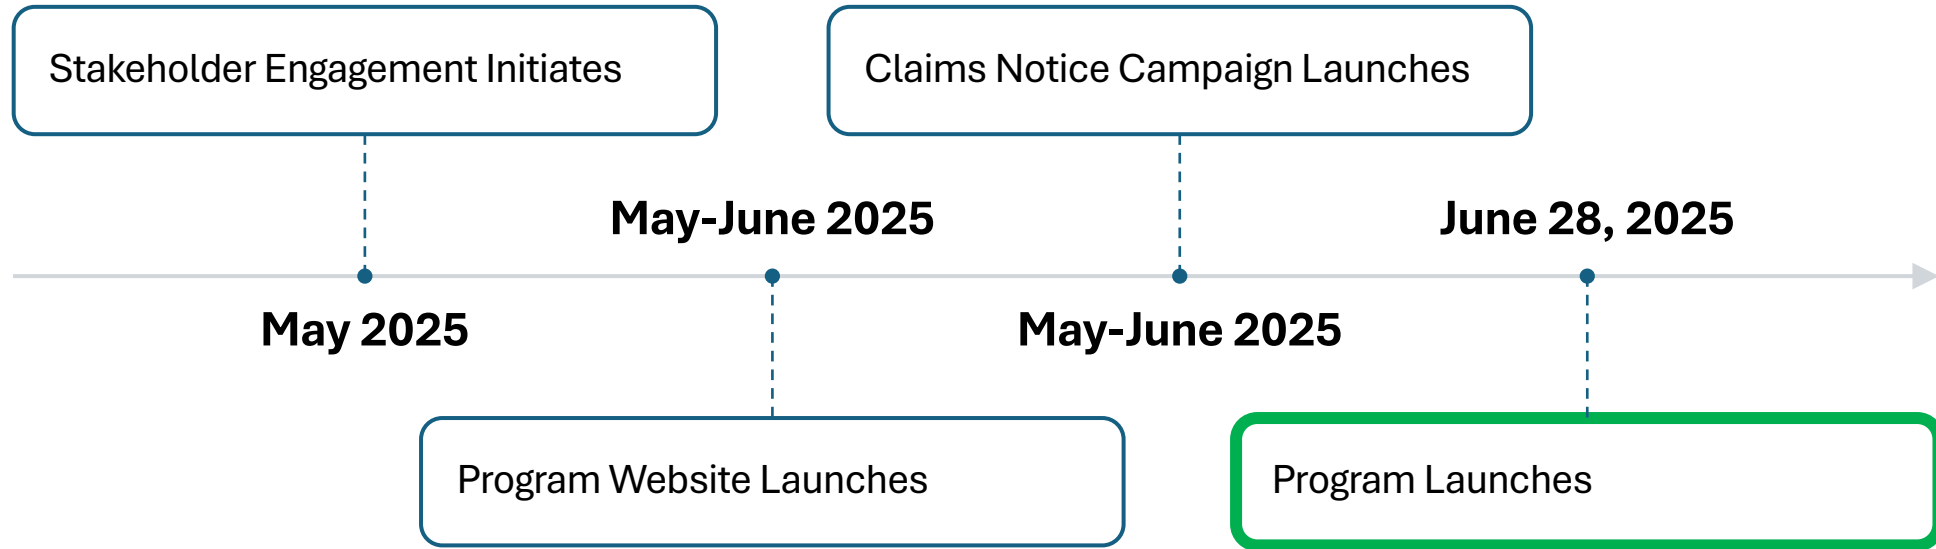 Stakeholder Engagement Initiates
Claims Notice Campaign Launches
May-June 2025
June 28, 2025
May 2025
May-June 2025
Program Website Launches
Program Launches